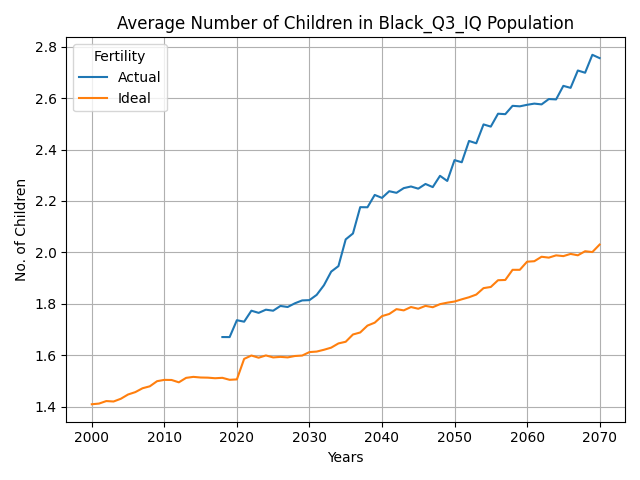 Average Number of Children in Black_Q3_IQ Population
Fertility
Actual
Ideal
No. of Children
2.8
2.6
2.4
2.2
2.0
1.8
1.6
1.4
2000 2010 2020 2030 2040 2050 2060 2070
Years